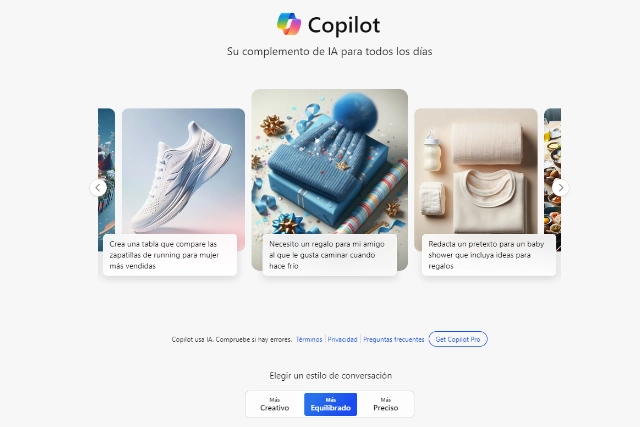 Copilot
Su complemento de IA para todos los días
Crea una tabla que compare las
zapatillas de running para mujer
más vendidas
Necesito un regalo para mi amigo
al que le gusta caminar cuando
hace frío
Redacta un pretexto para un baby
shower que incluya ideas para
regalos
Copilot usa IA. Compruebe si hay errores. Términos | Privacidad | Preguntas frecuentes Get Copilot Pro
Elegir un estilo de conversación
Más Más Más
Creativo Equilibrado Preciso